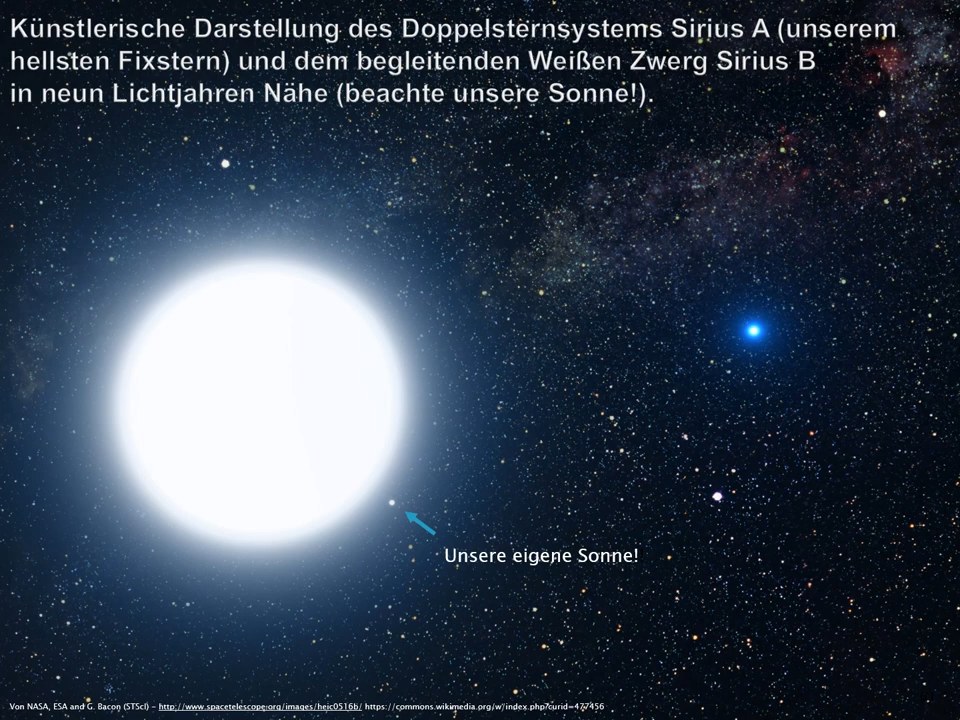 Künstlerische Darstellung des Doppelsternsystems Sirius A (unserem
hellsten Fixstern) und dem begleitenden Weißen Zwerg Sirius B
in neun Lichtjahren Nähe (beachte unsere Sonne!).
Unsere eigene Sonne!
Von NASA, ESA and G. Bacon (STScI) - http://www.spacetelescope.org/images/heic0516b/ https://commons.wikimedia.org/w/index.php?curid=477456